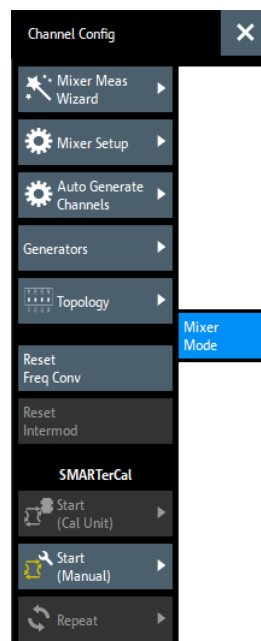 Channel Config
Mixer Meas
Wizard
Mixer Setup
Auto Generate
Channels
Generators
Topology
Mixer
Mode
Reset
Freq Conv
Reset
Intermod
SMARTerCal
Start
(Cal Unit)
Start
(Manual)
Repeat